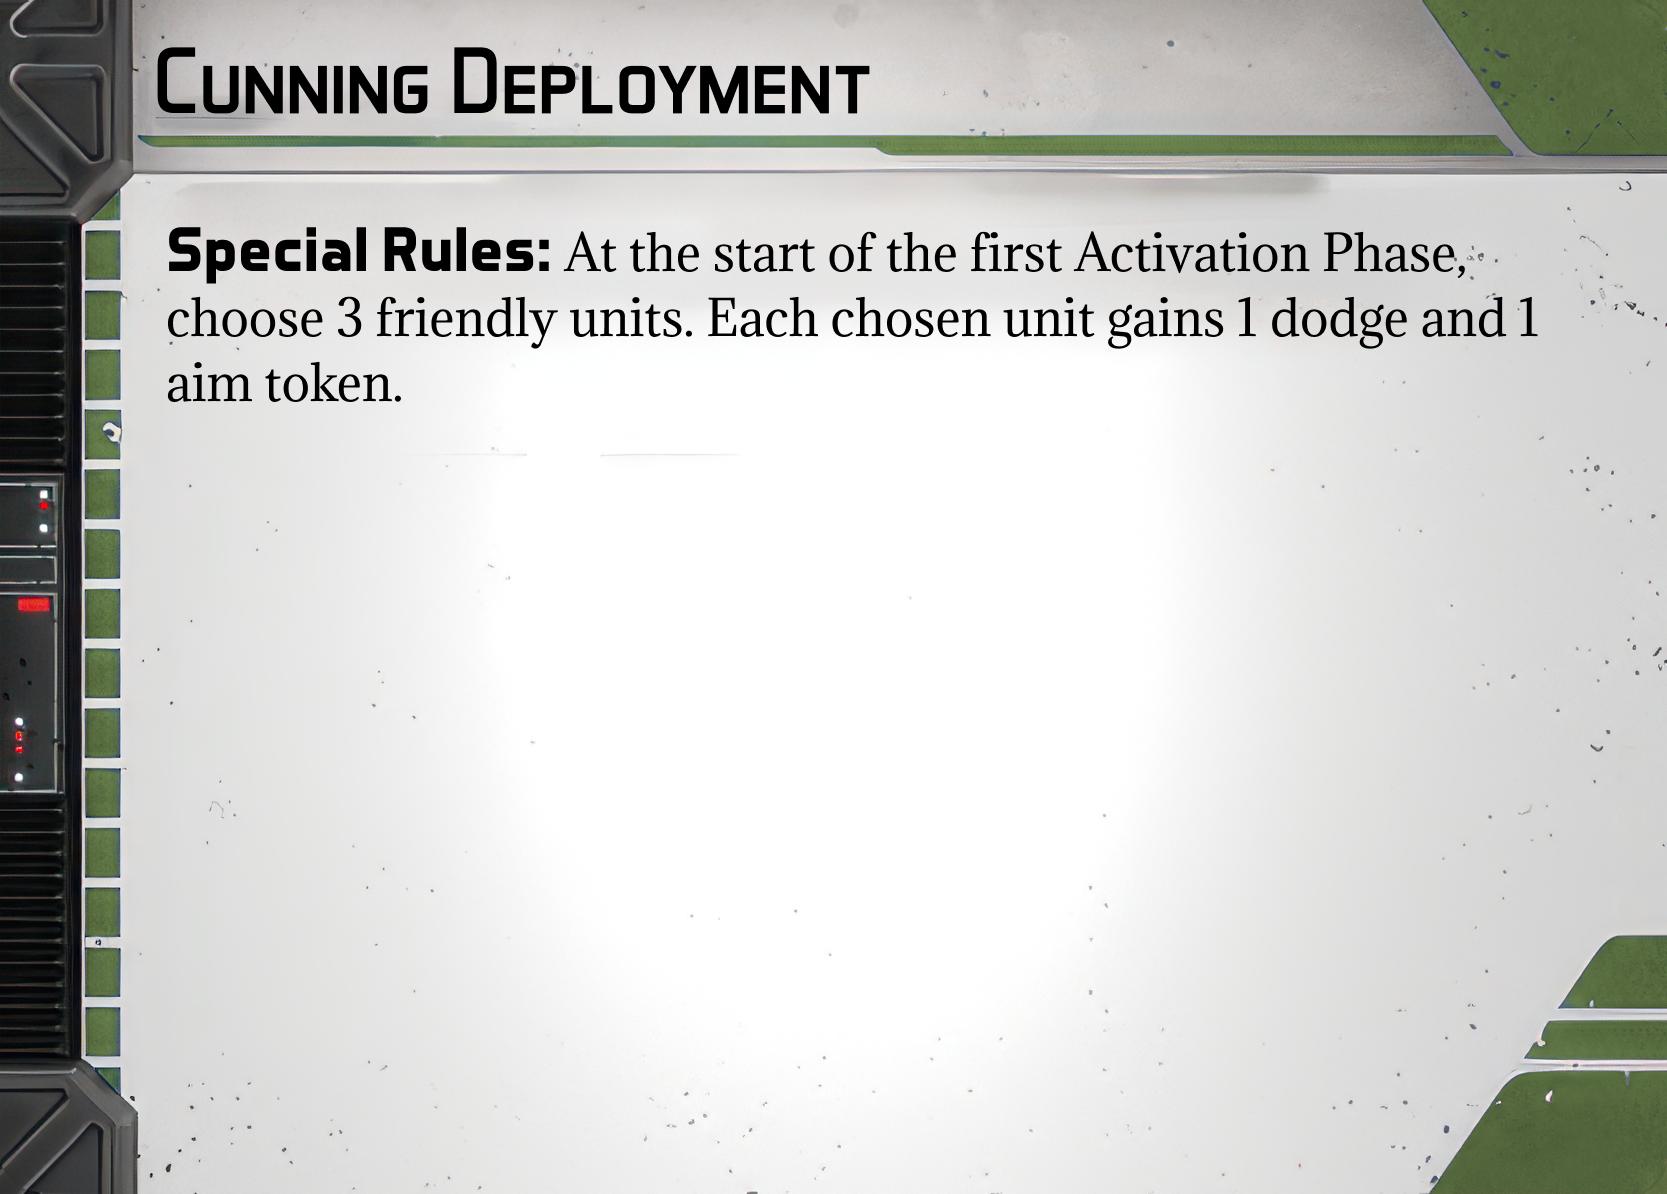 Cunning Deployment
Special Rules: At the start of the first Activation Phase,
choose 3 friendly units. Each chosen unit gains 1 dodge and 1
aim token.